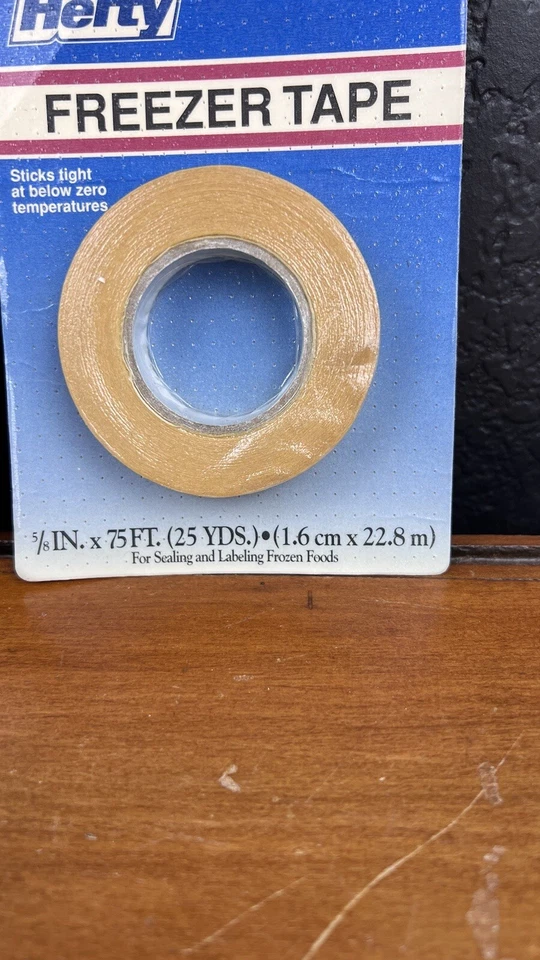 Hefty
FREEZER TAPE
Sticks tight
at below zero
temperatures
5/8 IN. x 75 FT. (25 YDS.)•(1.6 cm x 22.8 m)
For Sealing and Labeling Frozen Foods